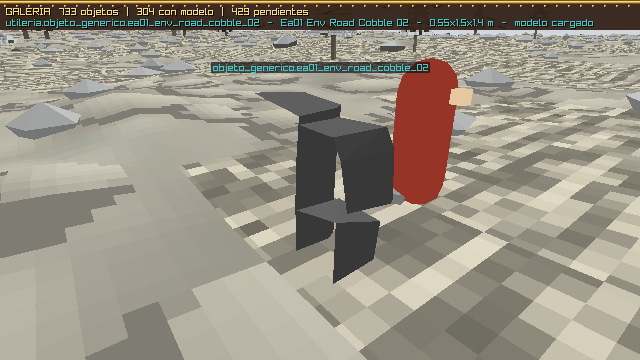 GALERIA 733 objetos | 304 con modelo | 429 pendientes
utileria.objeto_generico.ea01_env_road_cobble_02 - Ea01 Env Road Cobble 02 - 0.55x1.5x1.4 m - modelo cargado
objeto_generico.ea01_env_road_cobble_02